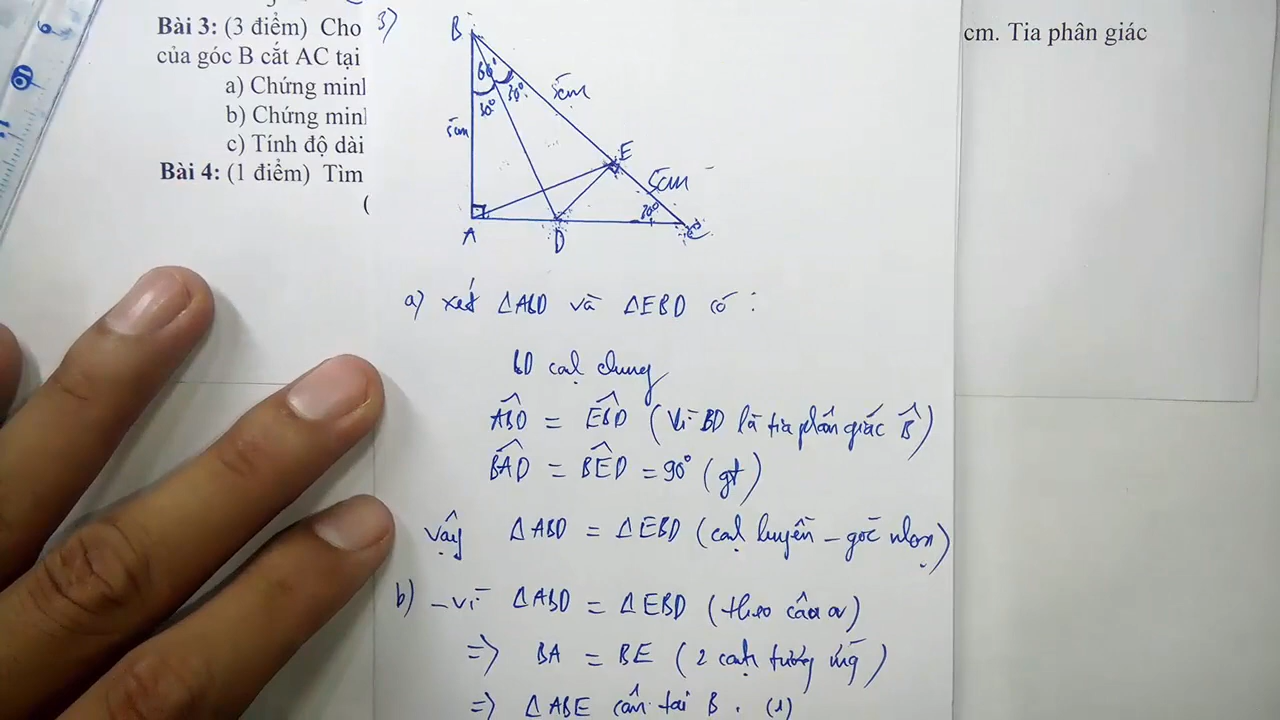 Bài 3: (3 điểm) Cho
của góc B cắt AC tại
a) Chứng minh
b) Chứng minh
c) Tính độ dài
Bài 4: (1 điểm) Tìm
(
cm. Tia phân giác
3)
B
60°
30°
30°
5cm
5cm
E
5cm
30°
A
D
C
a) xét ΔABD và ΔEBD có :
BD cạnh chung
ABD = EBD (Vì BD là tia phân giác B)
BAD = BED = 90° (gt)
vậy ΔABD = ΔEBD (cạnh huyền - góc nhọn)
b) - vì ΔABD = ΔEBD (theo câu a)
=> BA = BE (2 cạnh tương ứng)
=> ΔABE cân tại B. (1)